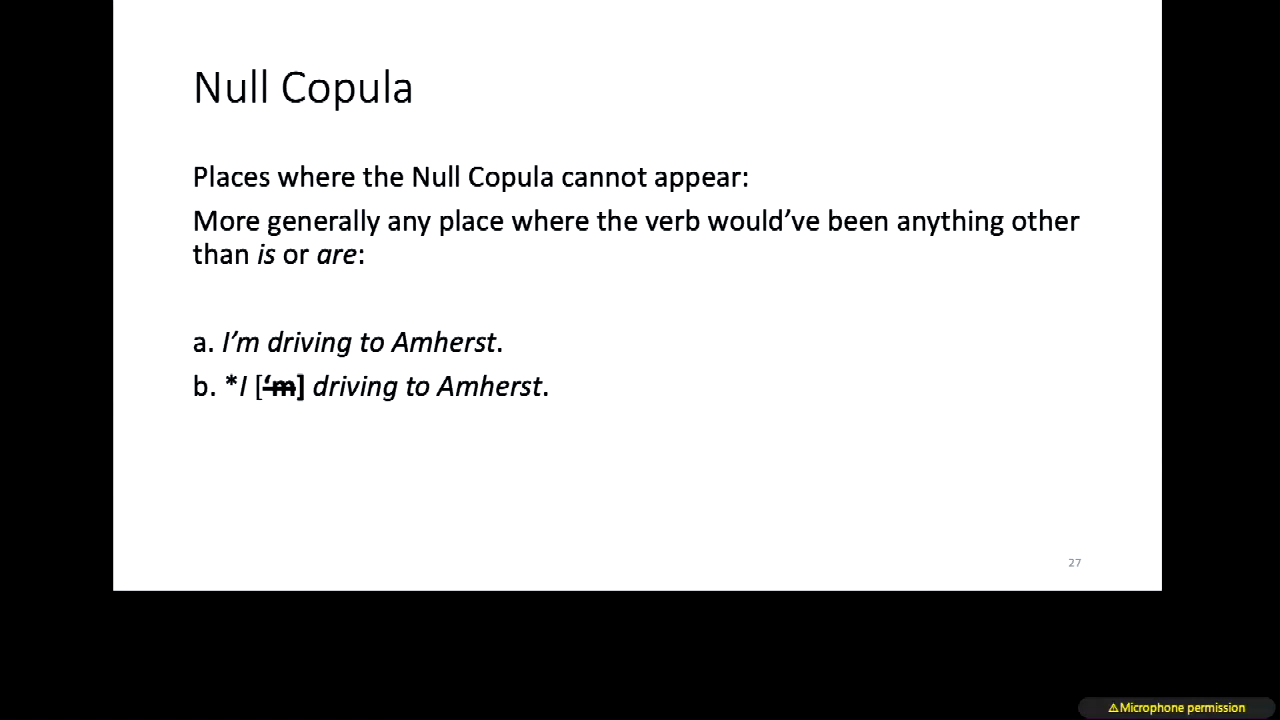 Null Copula
Places where the Null Copula cannot appear:
More generally any place where the verb would’ve been anything other
than is or are:
a. I’m driving to Amherst.
b. *I [‘m] driving to Amherst.
27
⚠Microphone permission